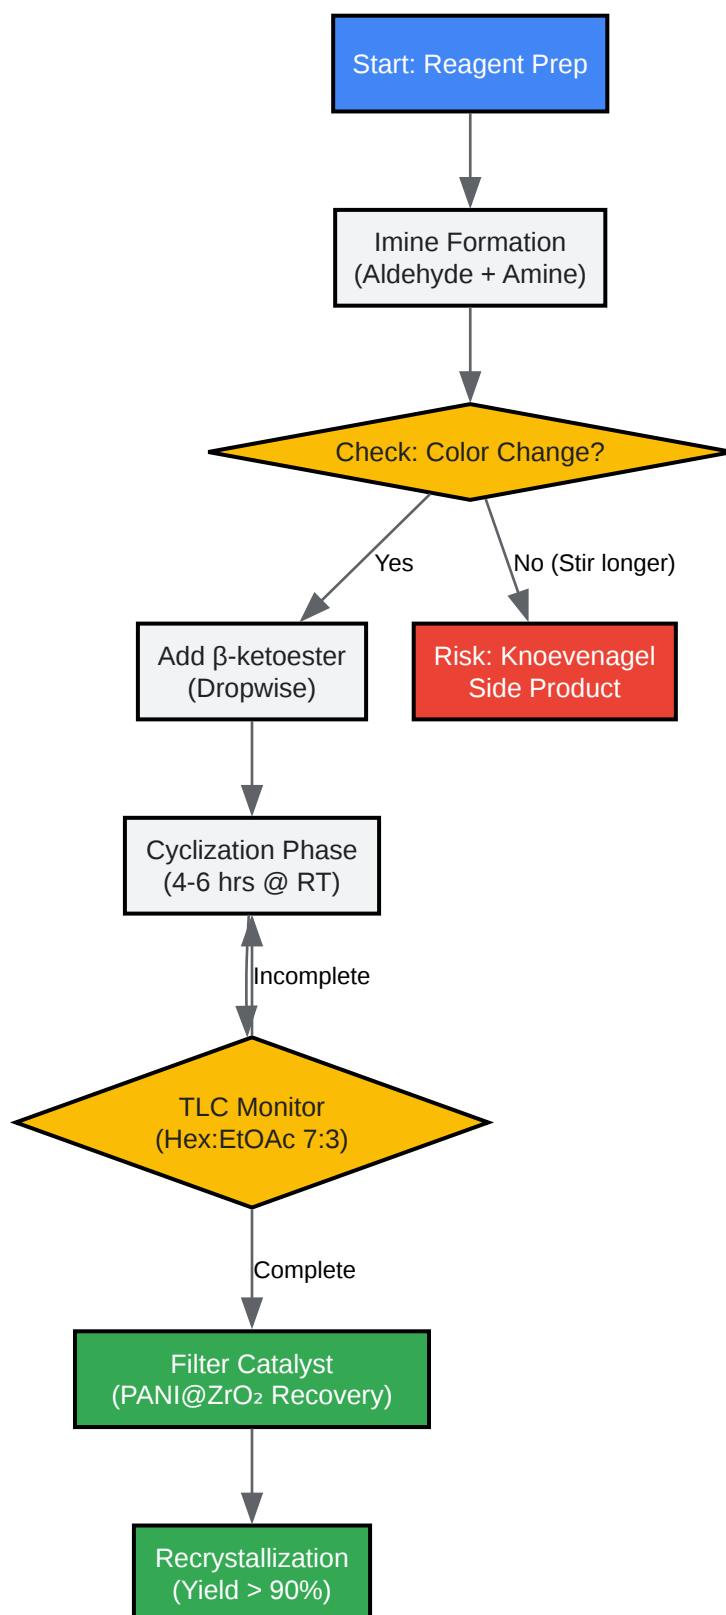 Start: Reagent Prep
Imine Formation
(Aldehyde + Amine)
Check: Color Change?
Yes
No (Stir longer)
Add β-ketoester
(Dropwise)
Risk: Knoevenagel
Side Product
Cyclization Phase
(4-6 hrs @ RT)
Incomplete
TLC Monitor
(Hex:EtOAc 7:3)
Complete
Filter Catalyst
(PANI@ZrO₂ Recovery)
Recrystallization
(Yield > 90%)